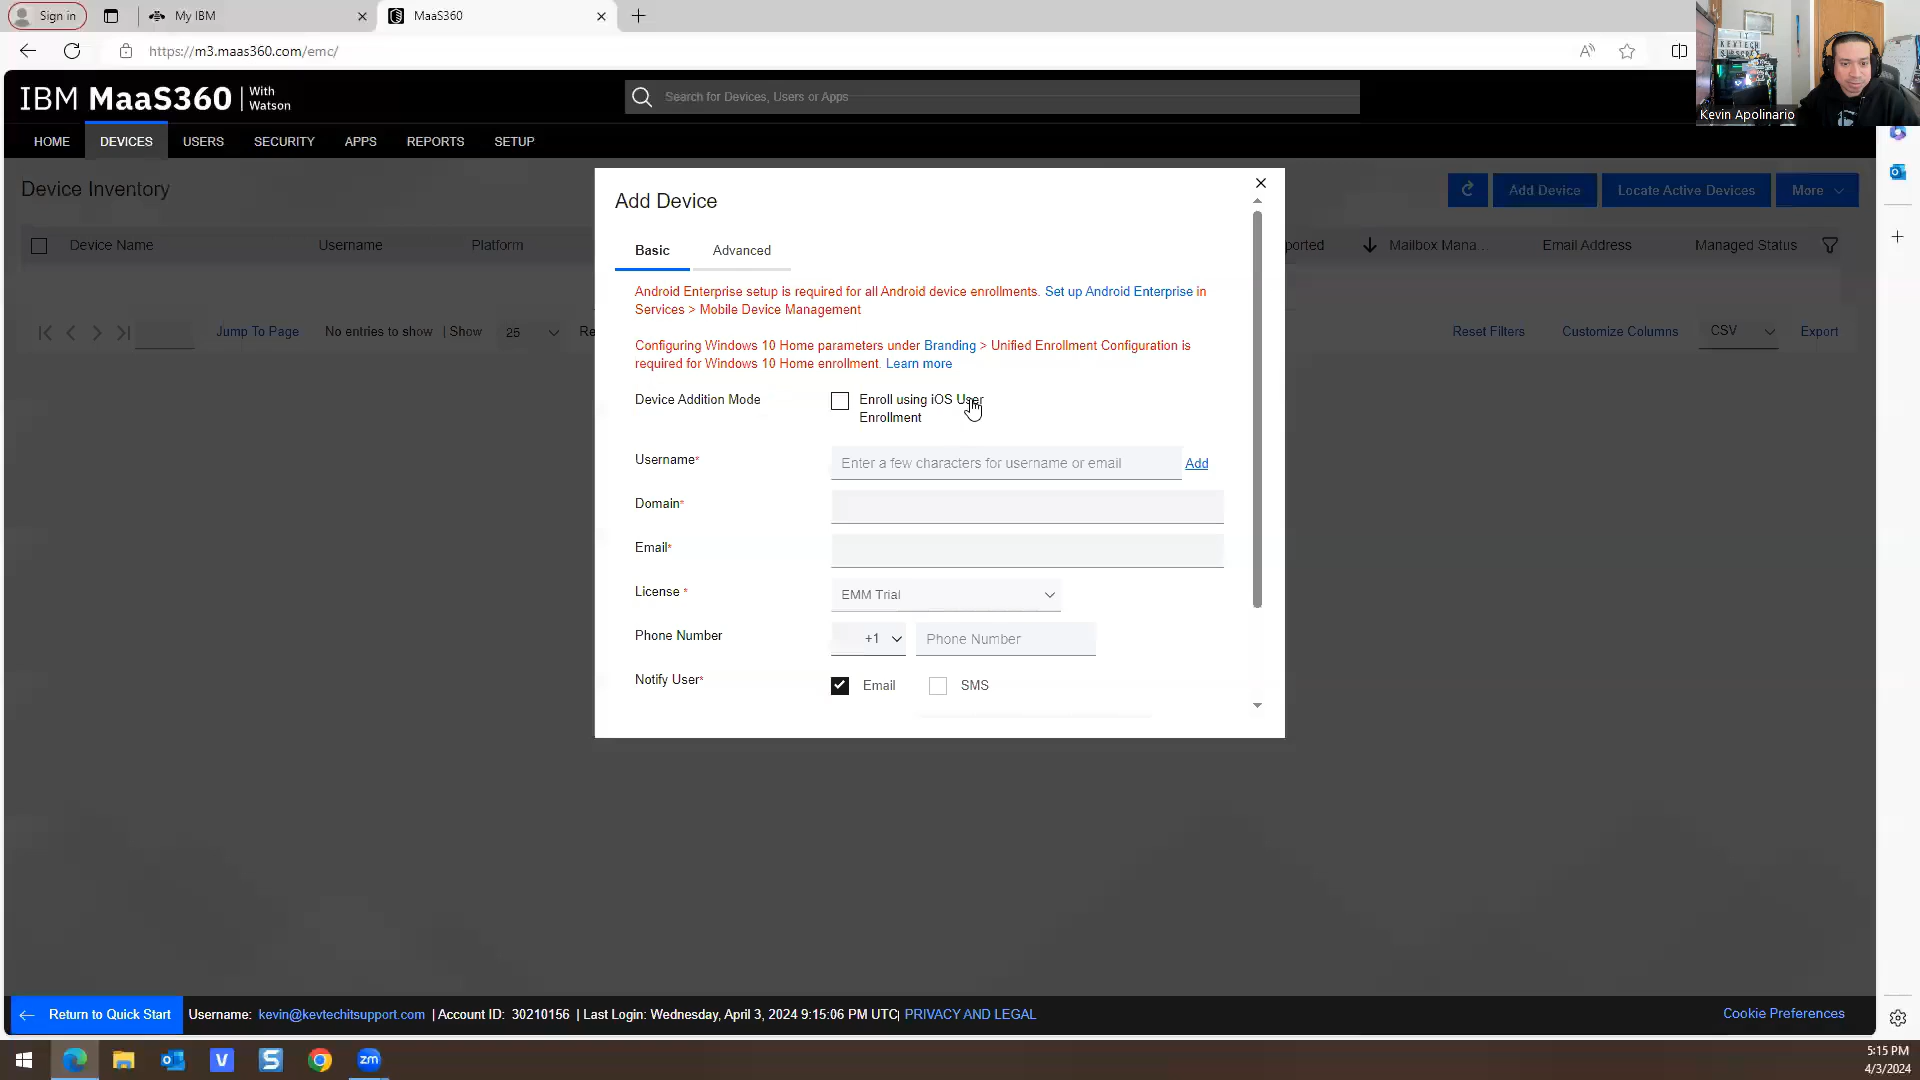 Sign in
My IBM
MaaS360
https://m3.maas360.com/emc/
KEVTECH
Kevin Apolinario
IBM MaaS360 | With Watson
Search for Devices, Users or Apps
HOME DEVICES USERS SECURITY APPS REPORTS SETUP
Device Inventory
Add Device
Locate Active Devices
More
Device Name Username Platform
ported Mailbox Mana... Email Address Managed Status
Jump To Page No entries to show | Show 25 Re
Reset Filters Customize Columns CSV Export
Add Device
Basic Advanced
Android Enterprise setup is required for all Android device enrollments. Set up Android Enterprise in
Services > Mobile Device Management
Configuring Windows 10 Home parameters under Branding > Unified Enrollment Configuration is
required for Windows 10 Home enrollment. Learn more
Device Addition Mode
Enroll using iOS User
Enrollment
Username*
Enter a few characters for username or email
Add
Domain*
Email*
License *
EMM Trial
Phone Number
+1
Phone Number
Notify User*
Email
SMS
Return to Quick Start
Username: kevin@kevtechitsupport.com | Account ID: 30210156 | Last Login: Wednesday, April 3, 2024 9:15:06 PM UTC| PRIVACY AND LEGAL
Cookie Preferences
zm
5:15 PM
4/3/2024